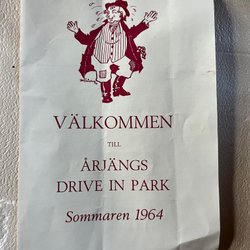 VÄLKOMMEN
TILL
ÅRJÄNGS
DRIVE IN PARK
Sommaren 1964